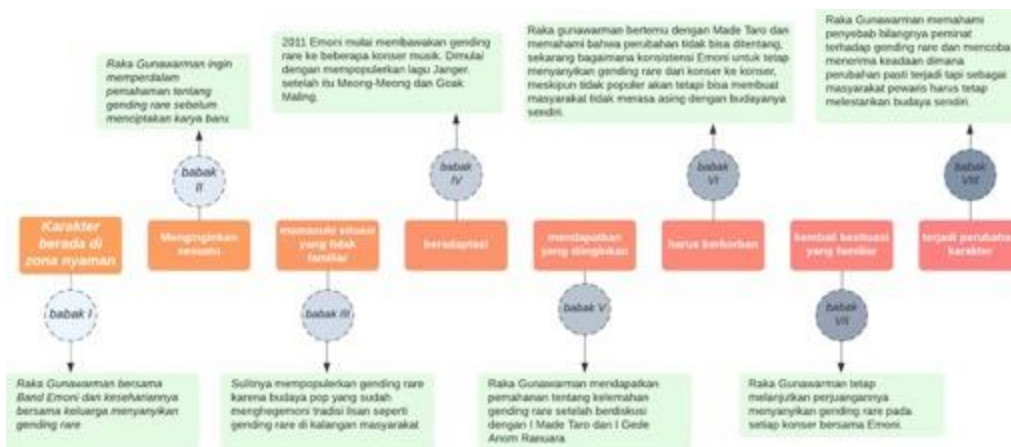 Raka Gunawarman ingin
memperdalam
pemahaman tentang
gending rare sebelum
menciptakan karya baru
2011 Emoni mulai membawakan gending
rare ke beberapa konser musik. Dimulai
dengan mempopulerkan lagu Janger,
setelah itu Meong-Meong dan Goak
Maling.
Raka gunawarman bertemu dengan Made Taro dan
memahami bahwa perubahan tidak bisa ditentang,
sekarang bagaimana konsistensi Emoni untuk tetap
menyanyikan gending rare dari konser ke konser,
meskipun tidak populer akan tetapi bisa membuat
masyarakat tidak merasa asing dengan budayanya
sendiri.
Raka Gunawarman memahami
penyebab hilangnya peminat
terhadap gending rare dan mencoba
menerima keadaan dimana
perubahan pasti terjadi tapi sebagai
masyarakat pewaris harus tetap
melestarikan budaya sendiri.
babak
II
babak
IV
babak
VI
babak
VIII
Karakter
berada di
zona nyaman
Menginginkan
sesuatu
memasuki situasi
yang tidak
familiar
beradaptasi
mendapatkan
yang diinginkan
harus berkorban
kembali kesituasi
yang familiar
terjadi perubaha
karakter
babak I
babak III
babak V
babak
VII
Raka Gunawarman bersama
Band Emoni dan kesehariannya
bersama keluarga menyanyikan
gending rare
Sulitnya mempopulerkan gending rare
karena budaya pop yang sudah
menghegemoni tradisi lisan seperti
gending rare di kalangan masyarakat
Raka Gunawarman mendapatkan
pemahanan tentang kelemahan
gending rare setelah berdiskusi
dengan I Made Taro dan I Gede
Anom Ranuara
Raka Gunawarman tetap
melanjutkan perjuangannya
menyanyikan gending rare pada
setiap konser bersama Emoni.